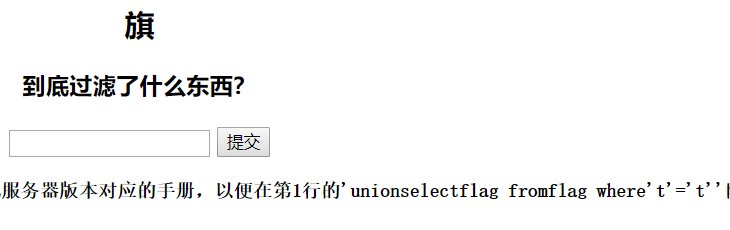 旗
到底过滤了什么东西？
提交
服务器版本对应的手册，以便在第1行的'unionselectflag fromflag where't'='t''